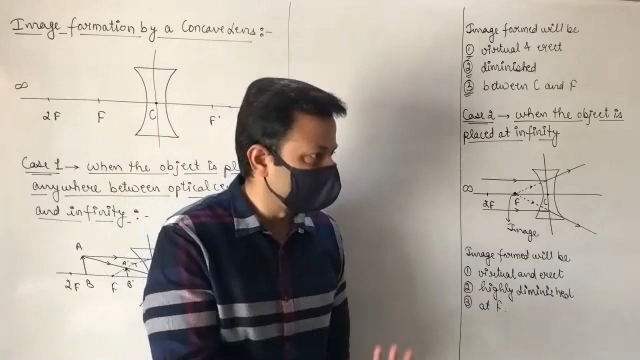 Image formation by a Concave Lens:-
∞
2F
F
C
F'
Case 1 → when the object is
anywhere between optical
and infinity :-
A
A'
2F
B
F
B'
Image formed will be
① virtual & erect
② diminished
③ between C and F
Case 2 → when the object is
placed at infinity
∞
2F
F
C
Image
Image formed will be
① virtual and erect
② highly diminished
③ at F.